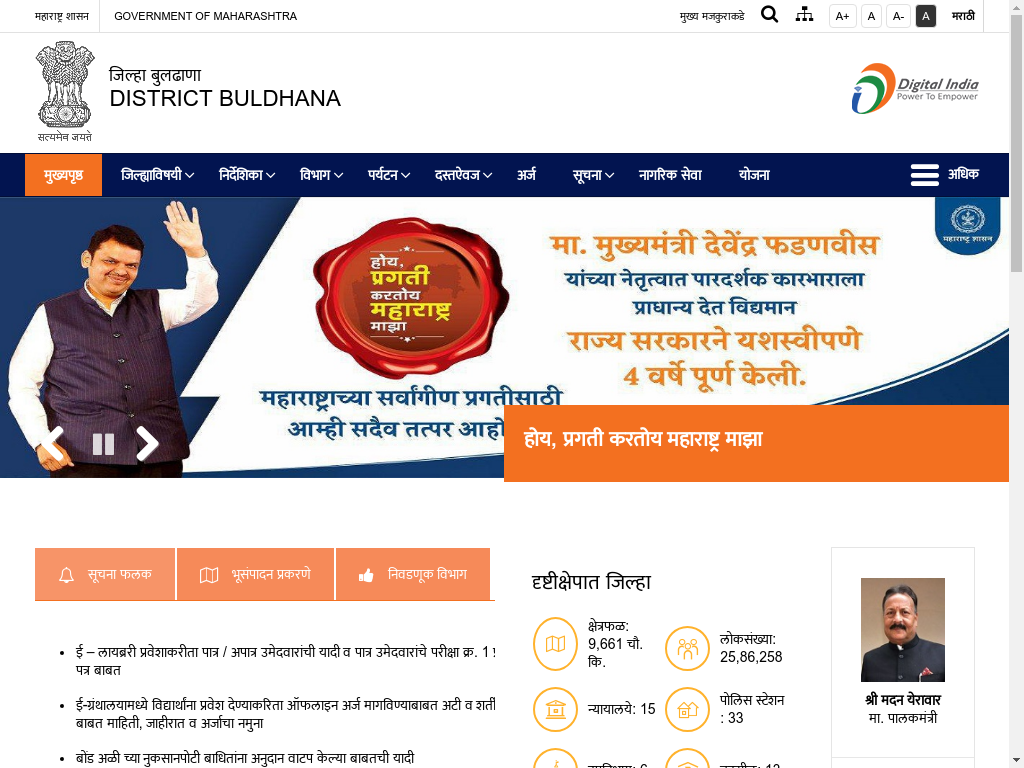 महाराष्ट्र शासन
GOVERNMENT OF MAHARASHTRA
मुख्य मजकुराकडे
A+ A A- A
मराठी
सत्यमेव जयते
जिल्हा बुलढाणा
DISTRICT BULDHANA
Digital India
Power To Empower
मुख्यपृष्ठ
जिल्ह्याविषयी
निर्देशिका
विभाग
पर्यटन
दस्तऐवज
अर्ज
सूचना
नागरिक सेवा
योजना
अधिक
होय,
प्रगती
करतोय
महाराष्ट्र
माझा
मा. मुख्यमंत्री देवेंद्र फडणवीस
यांच्या नेतृत्वात पारदर्शक कारभाराला
प्राधान्य देत विद्यमान
राज्य सरकारने यशस्वीपणे
4 वर्षे पूर्ण केली.
महाराष्ट्र शासन
महाराष्ट्राच्या सर्वांगीण प्रगतीसाठी
आम्ही सदैव तत्पर आहो
होय, प्रगती करतोय महाराष्ट्र माझा
सूचना फलक
भूसंपादन प्रकरणे
निवडणूक विभाग
ई – लायब्ररी प्रवेशाकरीता पात्र / अपात्र उमेदवारांची यादी व पात्र उमेदवारांचे परीक्षा क्र. 1
पत्र बाबत
ई-ग्रंथालयामध्ये विद्यार्थांना प्रवेश देण्याकरिता ऑफलाइन अर्ज मागविण्याबाबत अटी व शर्ती
बाबत माहिती, जाहीरात व अर्जाचा नमुना
बोंड अळी च्या नुकसानपोटी बाधितांना अनुदान वाटप केल्या बाबतची यादी
दृष्टीक्षेपात जिल्हा
क्षेत्रफळ:
9,661 चौ.
कि.
लोकसंख्या:
25,86,258
न्यायालये: 15
पोलिस स्टेशन
: 33
श्री मदन येरावार
मा. पालकमंत्री